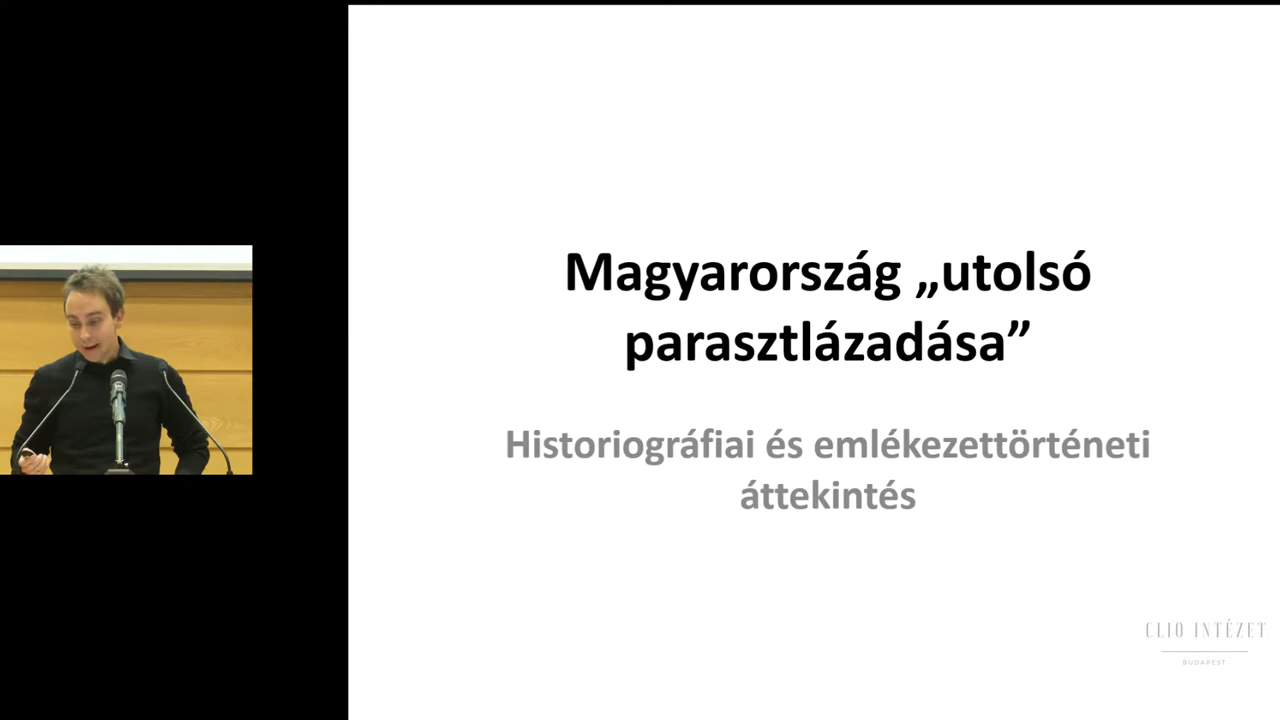 Magyarország „utolsó
parasztlázadása”
Historiográfiai és emlékezettörténeti
áttekintés
CLIO INTÉZET
BUDAPEST